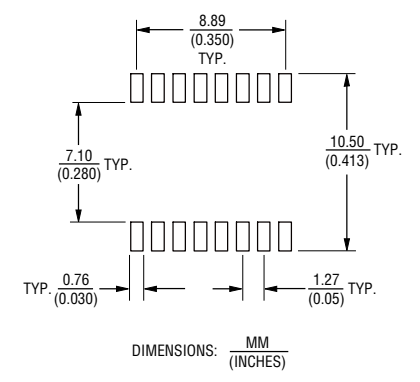 8.89
(0.350)
TYP.
7.10
(0.280) TYP.
10.50
(0.413) TYP.
TYP. 0.76
(0.030)
1.27
(0.05) TYP.
DIMENSIONS: MM
(INCHES)